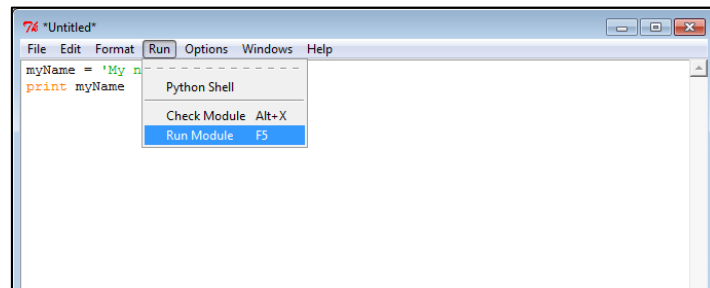 *Untitled*
File Edit Format Run Options Windows Help
myName = 'My n
print myName
Python Shell
Check Module Alt+X
Run Module F5